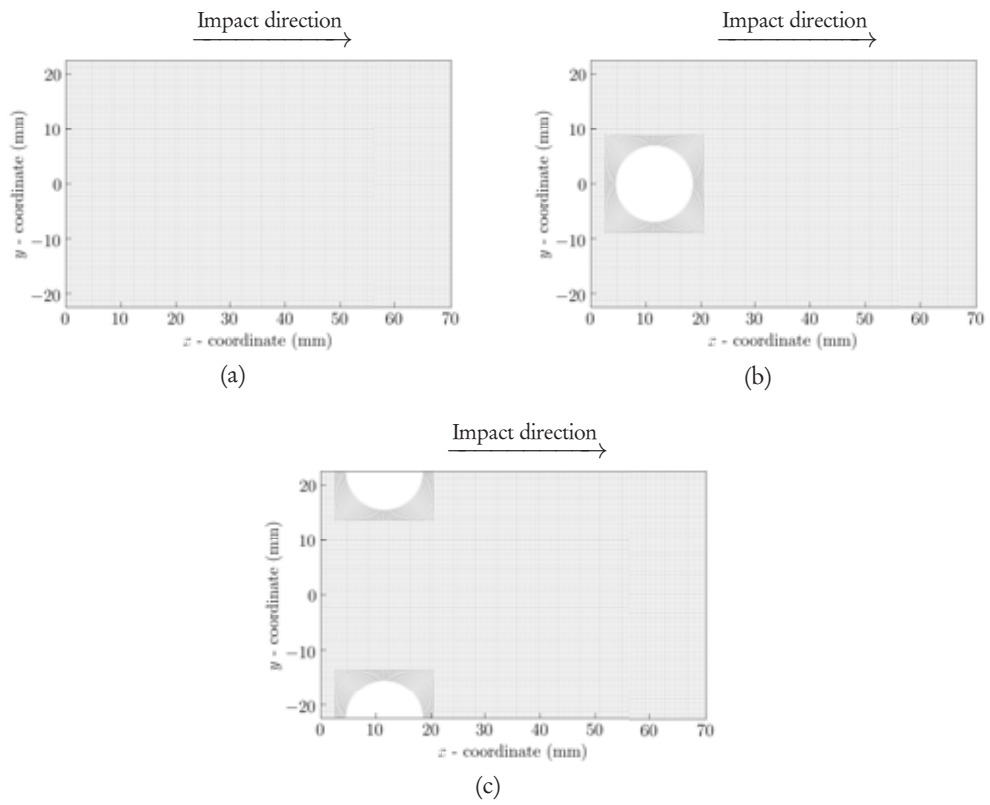 Impact direction
20
10
0
−10
−20
y - coordinate (mm)
0 10 20 30 40 50 60 70
x - coordinate (mm)
(a)
Impact direction
20
10
0
−10
−20
y - coordinate (mm)
0 10 20 30 40 50 60 70
x - coordinate (mm)
(b)
Impact direction
20
10
0
−10
−20
y - coordinate (mm)
0 10 20 30 40 50 60 70
x - coordinate (mm)
(c)